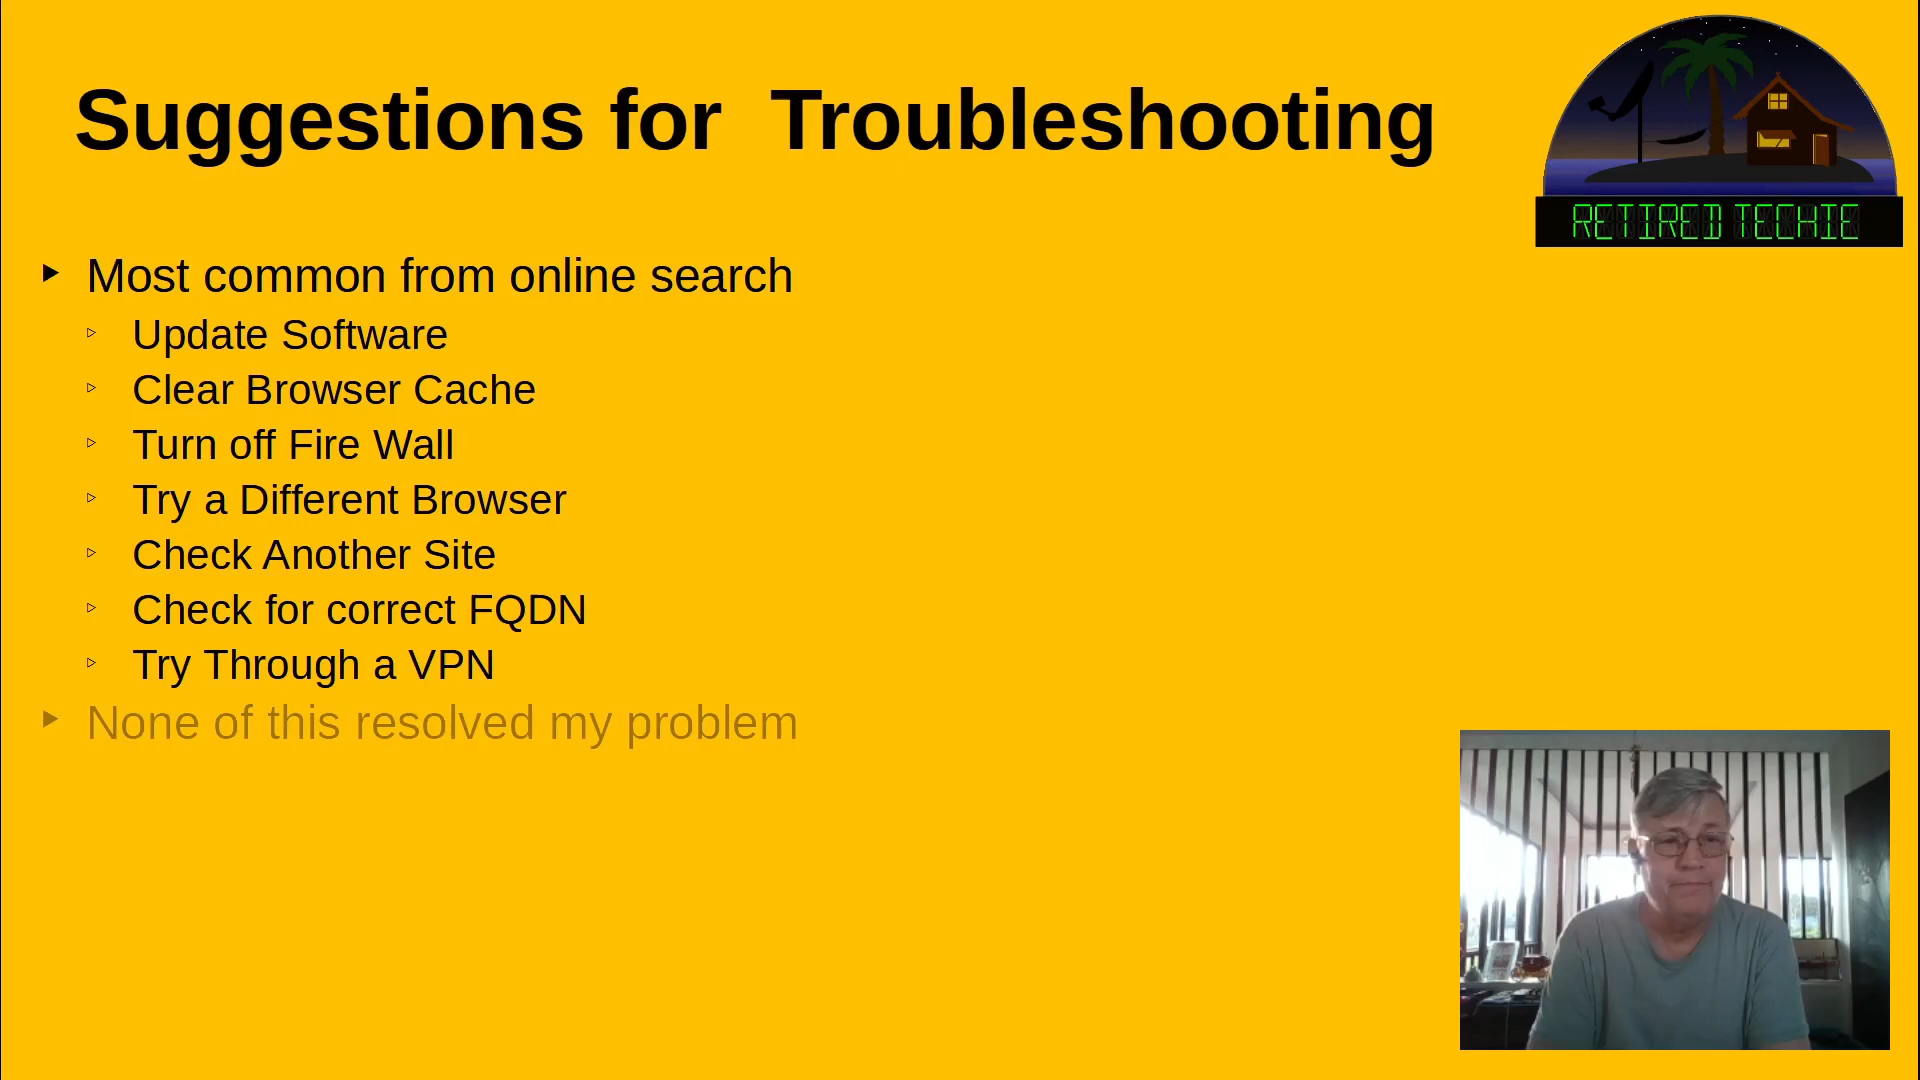 Suggestions for  Troubleshooting
RETIRED TECHIE
Most common from online search
Update Software
Clear Browser Cache
Turn off Fire Wall
Try a Different Browser
Check Another Site
Check for correct FQDN
Try Through a VPN
None of this resolved my problem